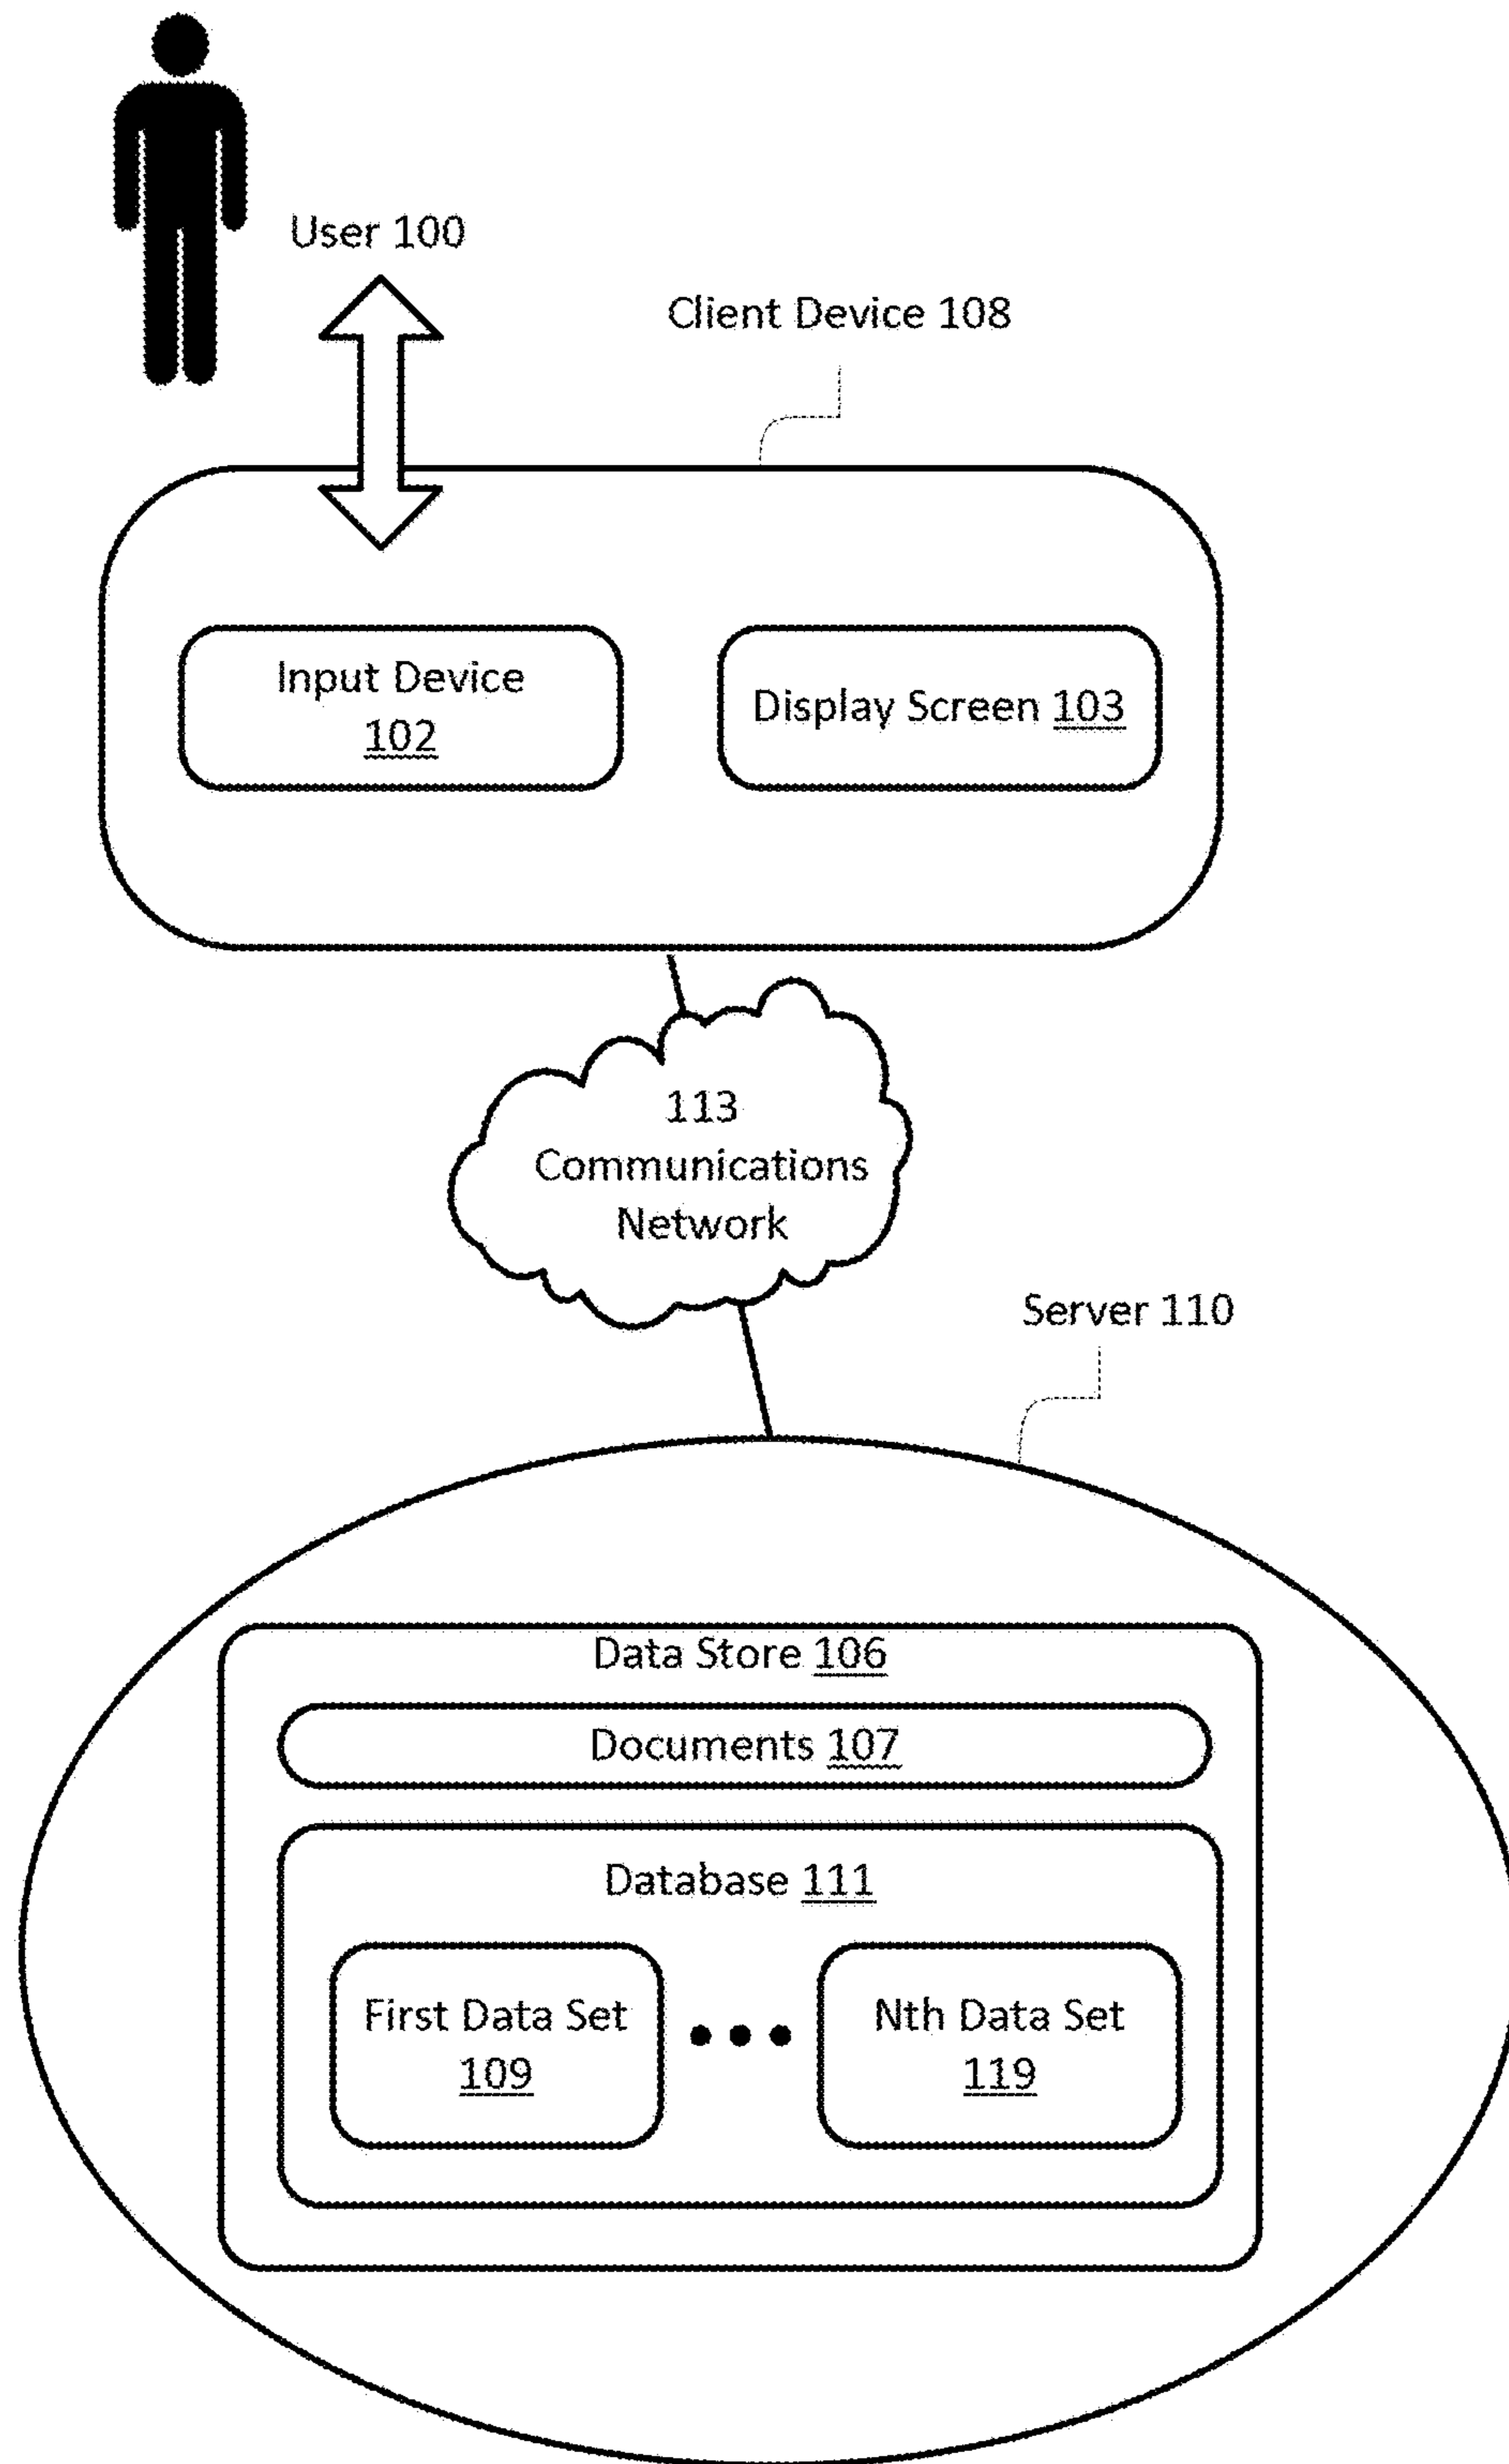 User 100
Client Device 108
Input Device
102
Display Screen 103
113
Communications
Network
Server 110
Data Store 106
Documents 107
Database 111
First Data Set
109
Nth Data Set
119